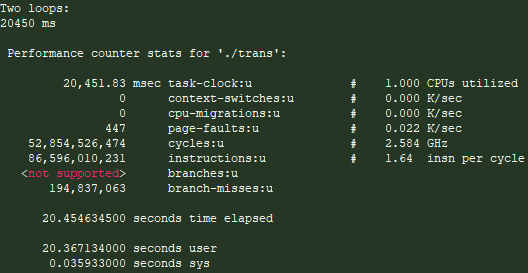 Two loops:
20450 ms
Performance counter stats for './trans':
20,451.83 msec task-clock:u # 1.000 CPUs utilized
0 context-switches:u # 0.000 K/sec
0 cpu-migrations:u # 0.000 K/sec
447 page-faults:u # 0.022 K/sec
52,854,526,474 cycles:u # 2.584 GHz
86,596,010,231 instructions:u # 1.64 insn per cycle
<not supported> branches:u
194,837,063 branch-misses:u
20.454634500 seconds time elapsed
20.367134000 seconds user
0.035933000 seconds sys